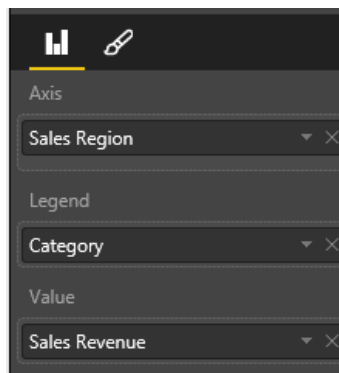 Axis
Sales Region
Legend
Category
Value
Sales Revenue